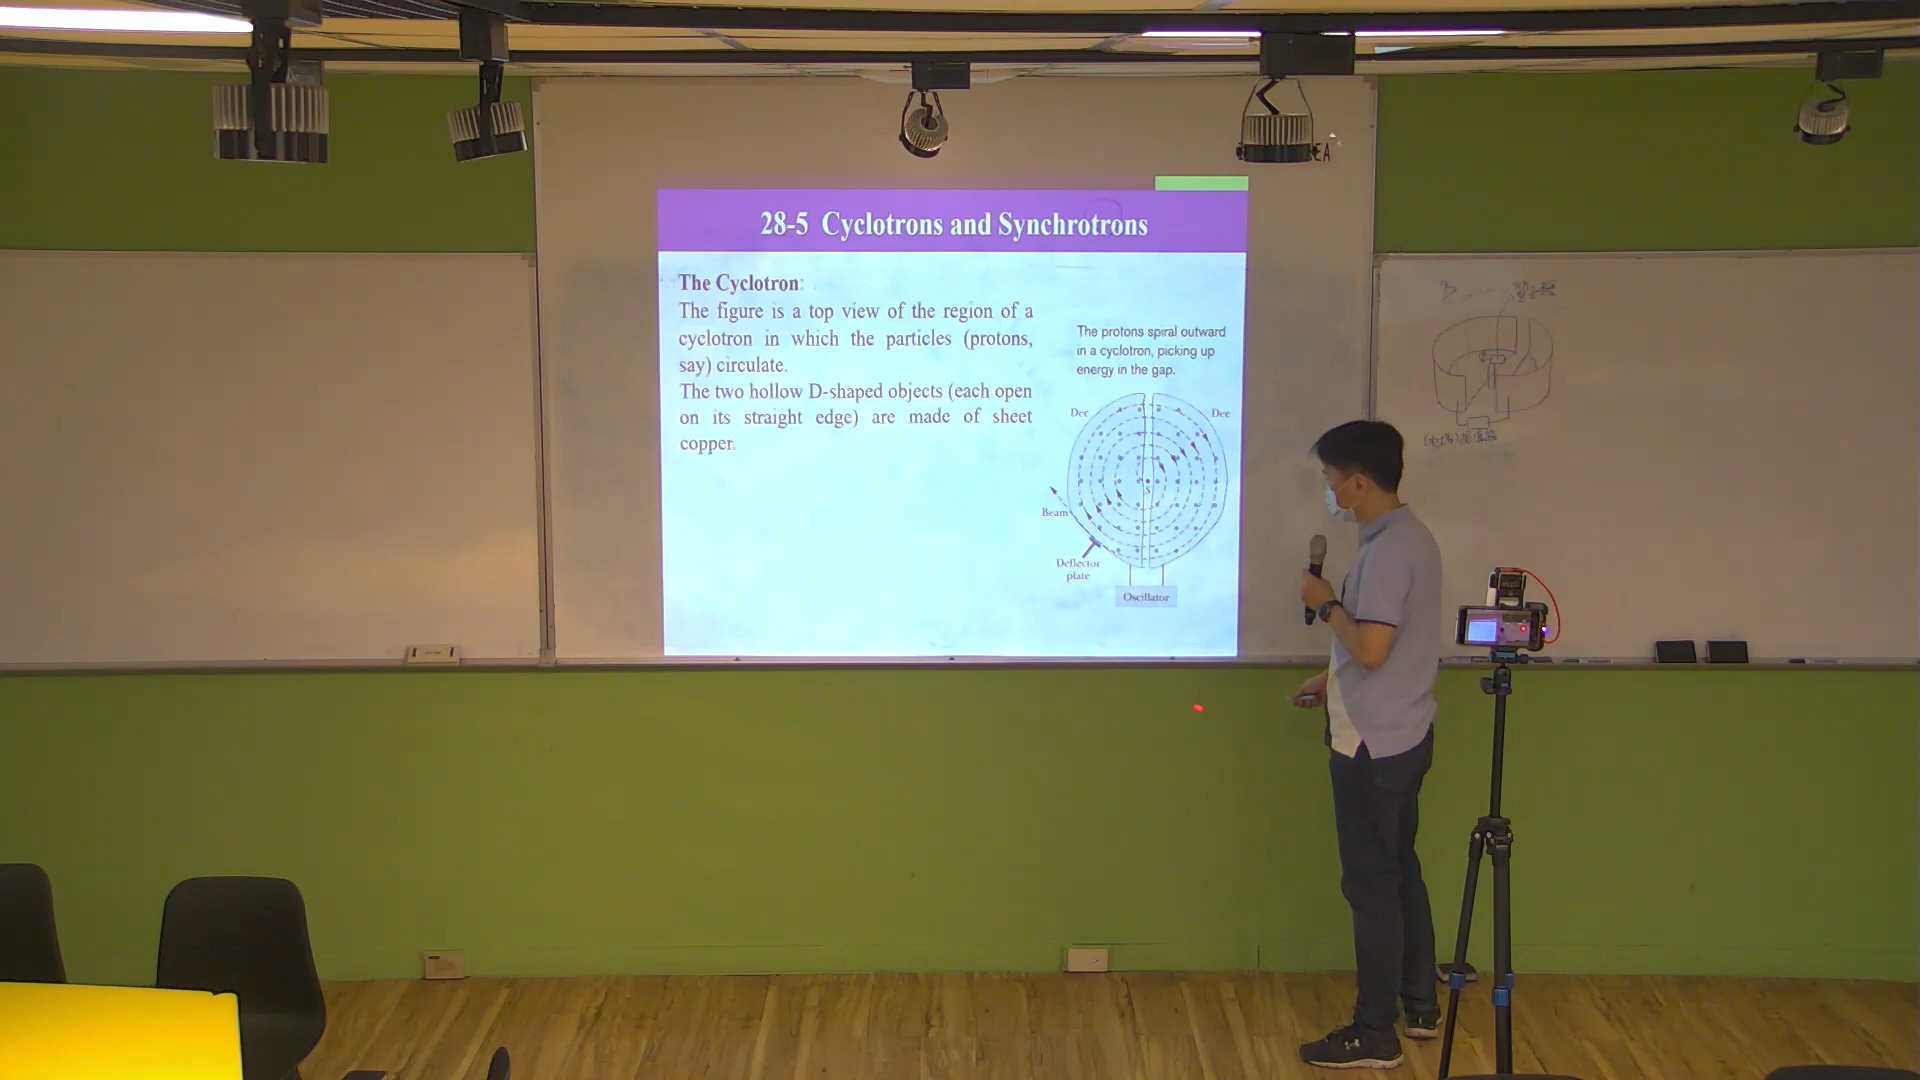 28-5 Cyclotrons and Synchrotrons
The Cyclotron:
The figure is a top view of the region of a
cyclotron in which the particles (protons,
say) circulate.
The two hollow D-shaped objects (each open
on its straight edge) are made of sheet
copper.
The protons spiral outward
in a cyclotron, picking up
energy in the gap.
Dee
Dee
S
Beam
Deflector
plate
Oscillator